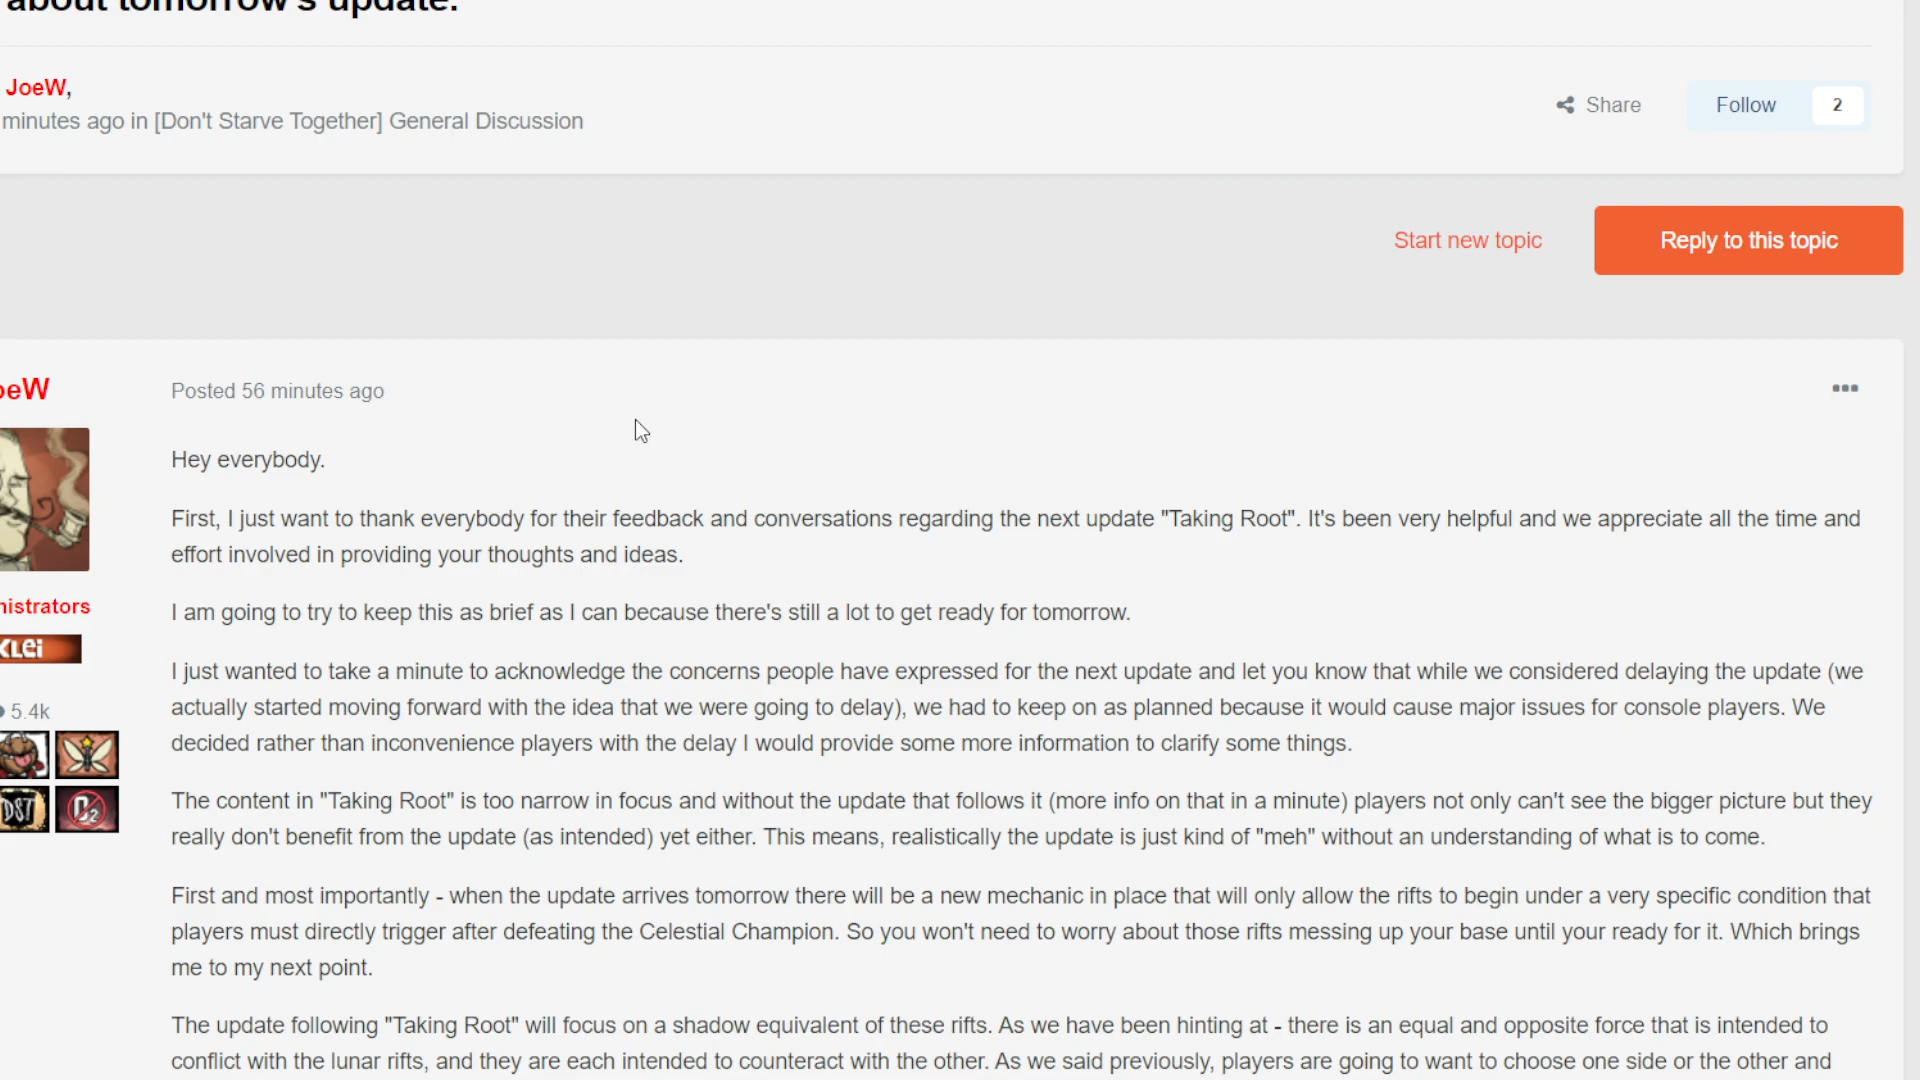 about tomorrow's update.
JoeW,
minutes ago in [Don't Starve Together] General Discussion
Share
Follow 2
Start new topic
Reply to this topic
oeW
Posted 56 minutes ago
Hey everybody.
First, I just want to thank everybody for their feedback and conversations regarding the next update "Taking Root". It's been very helpful and we appreciate all the time and
effort involved in providing your thoughts and ideas.
I am going to try to keep this as brief as I can because there's still a lot to get ready for tomorrow.
I just wanted to take a minute to acknowledge the concerns people have expressed for the next update and let you know that while we considered delaying the update (we
actually started moving forward with the idea that we were going to delay), we had to keep on as planned because it would cause major issues for console players. We
decided rather than inconvenience players with the delay I would provide some more information to clarify some things.
The content in "Taking Root" is too narrow in focus and without the update that follows it (more info on that in a minute) players not only can't see the bigger picture but they
really don't benefit from the update (as intended) yet either. This means, realistically the update is just kind of "meh" without an understanding of what is to come.
First and most importantly - when the update arrives tomorrow there will be a new mechanic in place that will only allow the rifts to begin under a very specific condition that
players must directly trigger after defeating the Celestial Champion. So you won't need to worry about those rifts messing up your base until your ready for it. Which brings
me to my next point.
The update following "Taking Root" will focus on a shadow equivalent of these rifts. As we have been hinting at - there is an equal and opposite force that is intended to
conflict with the lunar rifts, and they are each intended to counteract with the other. As we said previously, players are going to want to choose one side or the other and
nistrators
KLei
5.4k
DST